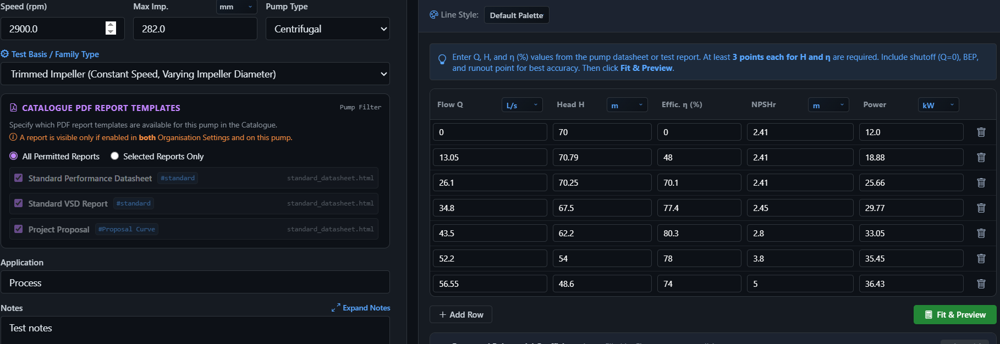 Speed (rpm)
Max Imp.
mm
Pump Type
2900.0
282.0
Centrifugal
Test Basis / Family Type
Trimmed Impeller (Constant Speed, Varying Impeller Diameter)
CATALOGUE PDF REPORT TEMPLATES
Pump Filter
Specify which PDF report templates are available for this pump in the Catalogue.
A report is visible only if enabled in both Organisation Settings and on this pump.
All Permitted Reports
Selected Reports Only
Standard Performance Datasheet #standard standard_datasheet.html
Standard VSD Report #standard standard_datasheet.html
Project Proposal #Proposal Curve standard_datasheet.html
Application
Process
Notes
Expand Notes
Test notes
Line Style: Default Palette
Enter Q, H, and η (%) values from the pump datasheet or test report. At least 3 points each for H and η are required. Include shutoff (Q=0), BEP,
and runout point for best accuracy. Then click Fit & Preview.
Flow Q L/s Head H m Effic. η (%) NPSHr m Power kW
0 70 0 2.41 12.0
13.05 70.79 48 2.41 18.88
26.1 70.25 70.1 2.41 25.66
34.8 67.5 77.4 2.45 29.77
43.5 62.2 80.3 2.8 33.05
52.2 54 78 3.8 35.45
56.55 48.6 74 5 36.43
+ Add Row
Fit & Preview